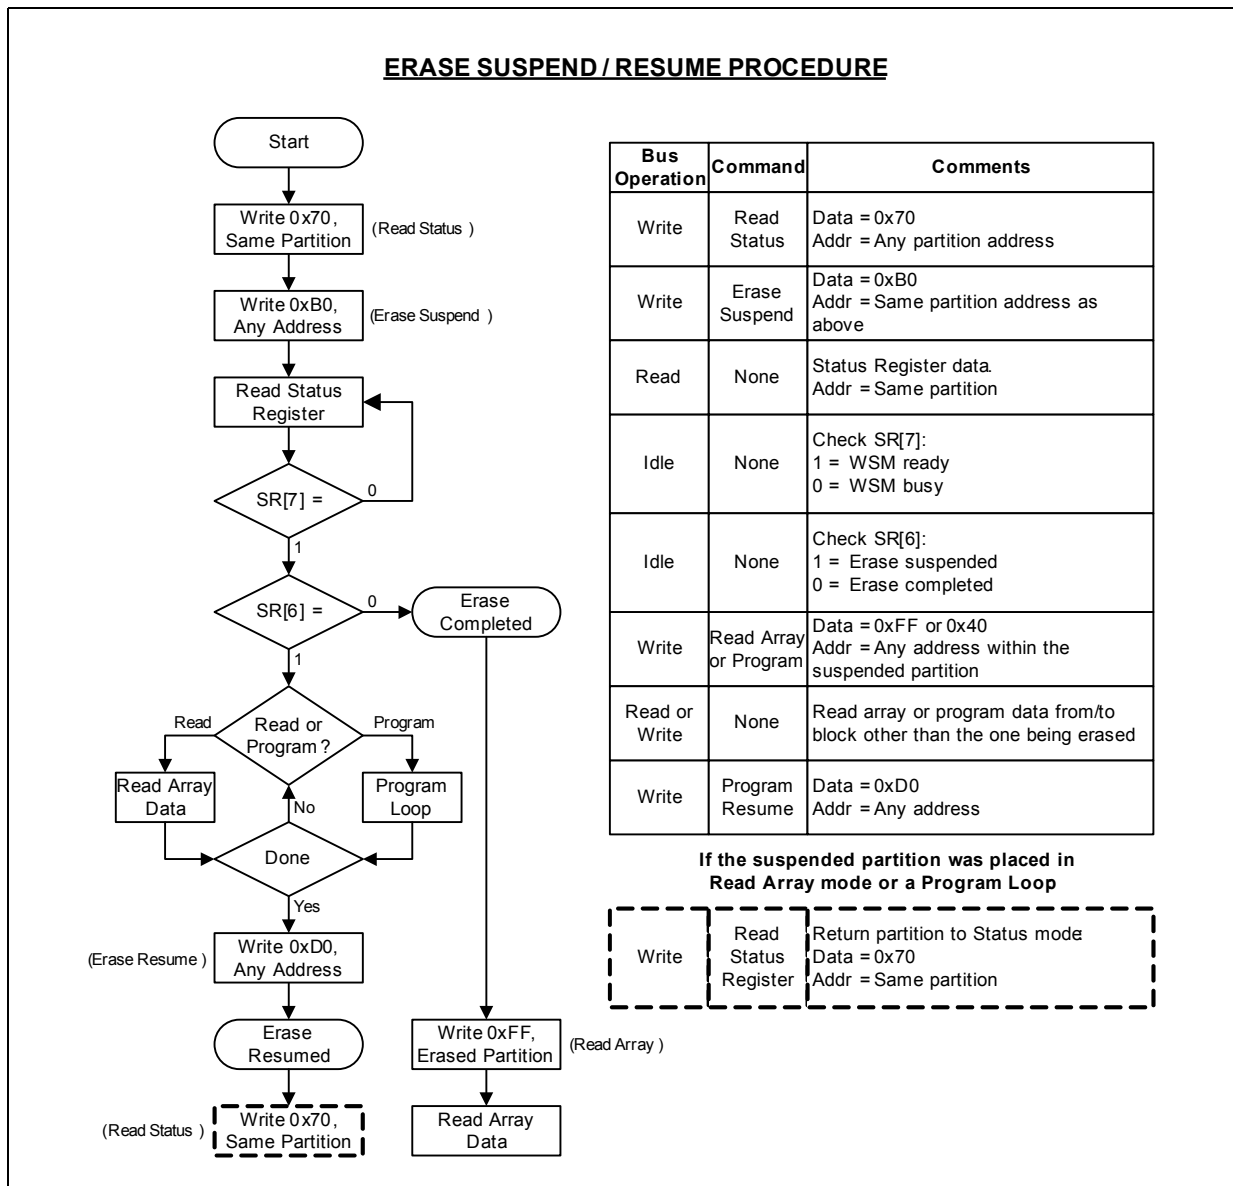 ERASE SUSPEND / RESUME PROCEDURE
Start
Write 0x70,
Same Partition
(Read Status )
Write 0xB0,
Any Address
(Erase Suspend )
Read Status
Register
SR[7] =
0
1
SR[6] =
0
Erase
Completed
1
Read
Read or
Program ?
Program
Read Array
Data
No
Program
Loop
Done
Yes
(Erase Resume )
Write 0xD0,
Any Address
Erase
Resumed
Write 0xFF,
Erased Partition
(Read Array )
(Read Status )
Write 0x70,
Same Partition
Read Array
Data
Bus
Operation
Command
Comments
Write
Read
Status
Data = 0x70
Addr = Any partition address
Write
Erase
Suspend
Data = 0xB0
Addr = Same partition address as
above
Read
None
Status Register data.
Addr = Same partition
Idle
None
Check SR[7]:
1 = WSM ready
0 = WSM busy
Idle
None
Check SR[6]:
1 = Erase suspended
0 = Erase completed
Write
Read Array
or Program
Data = 0xFF or 0x40
Addr = Any address within the
suspended partition
Read or
Write
None
Read array or program data from/to
block other than the one being erased
Write
Program
Resume
Data = 0xD0
Addr = Any address
If the suspended partition was placed in
Read Array mode or a Program Loop
Write
Read
Status
Register
Return partition to Status mode:
Data = 0x70
Addr = Same partition